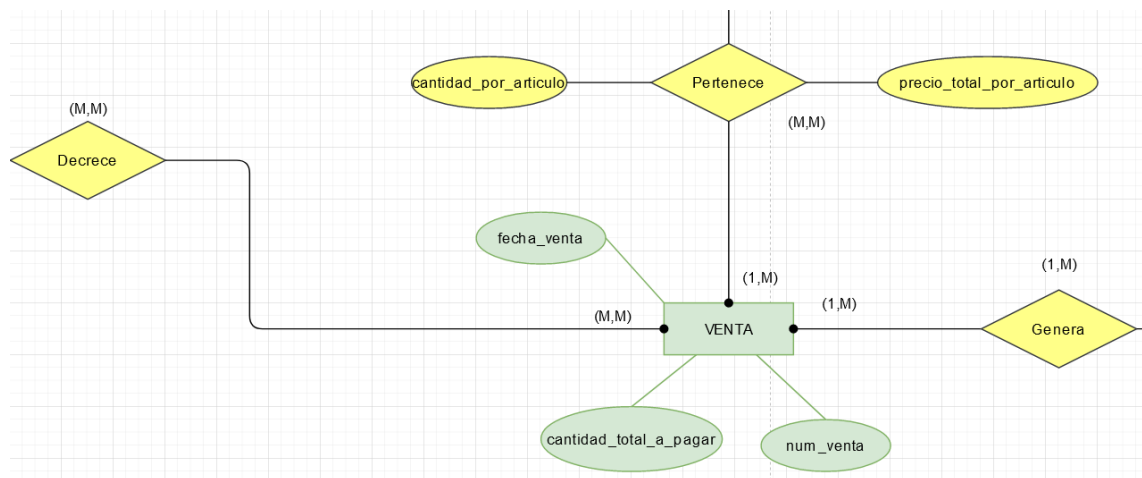 cantidad_por_articulo
Pertenece
precio_total_por_articulo
(M,M)
(M,M)
Decrece
fecha_venta
(1,M)
(1,M)
(1,M)
(M,M)
VENTA
Genera
cantidad_total_a_pagar
num_venta